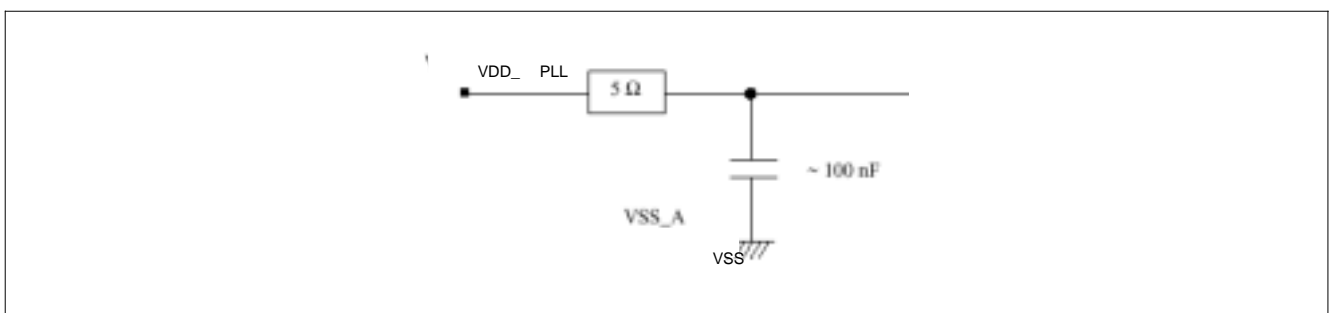 VDD_ PLL
5 Ω
~ 100 nF
VSS_A
VSS